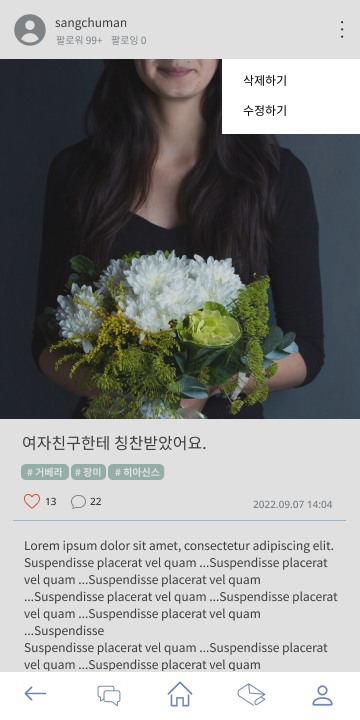 sangchuman
팔로워 99+ 팔로잉 0
삭제하기
수정하기
여자친구한테 칭찬받았어요.
# 거베라 # 장미 # 히아신스
13 22 2022.09.07 14:04
Lorem ipsum dolor sit amet, consectetur adipiscing elit.
Suspendisse placerat vel quam ...Suspendisse placerat
vel quam ...Suspendisse placerat vel quam
...Suspendisse placerat vel quam ...Suspendisse placerat
vel quam ...Suspendisse placerat vel quam
...Suspendisse
Suspendisse placerat vel quam ...Suspendisse placerat
vel quam ...Suspendisse placerat vel quam